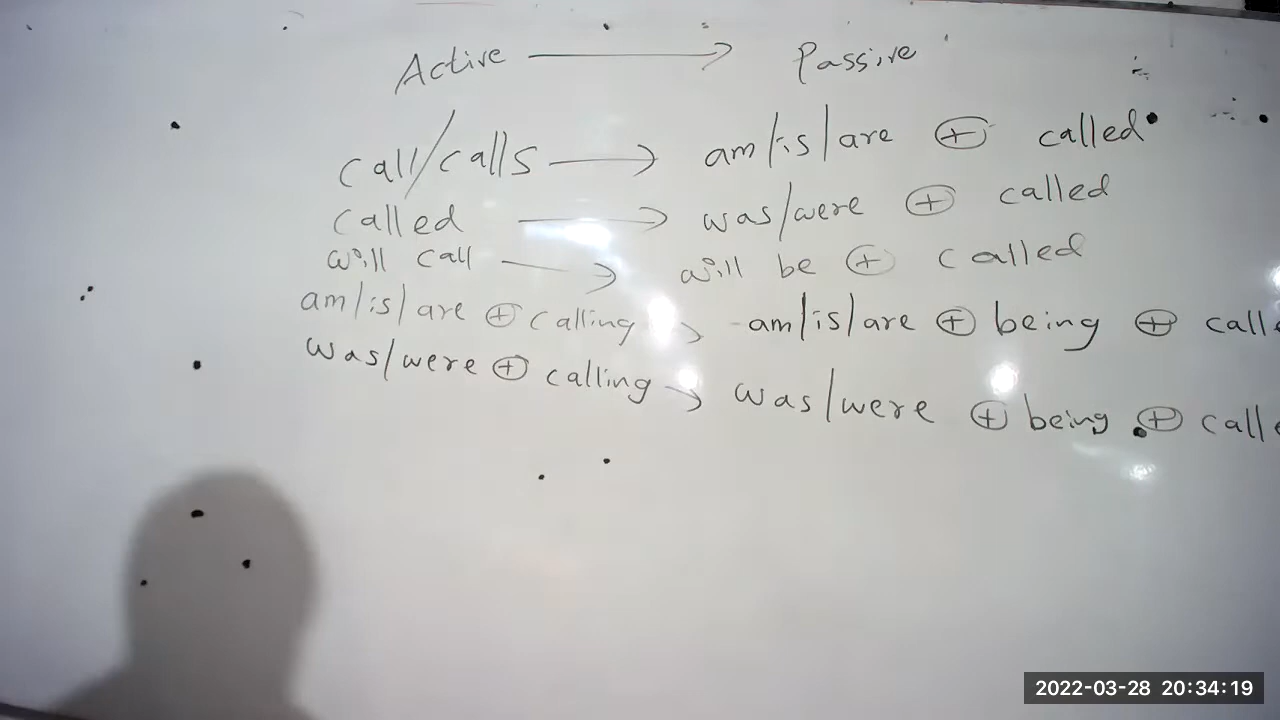 Active → Passive
call/calls → am/is/are ⊕ called
called → was/were ⊕ called
will call → will be ⊕ called
am/is/are ⊕ calling → am/is/are ⊕ being ⊕ calle
was/were ⊕ calling → was/were ⊕ being ⊕ calle
2022-03-28 20:34:19